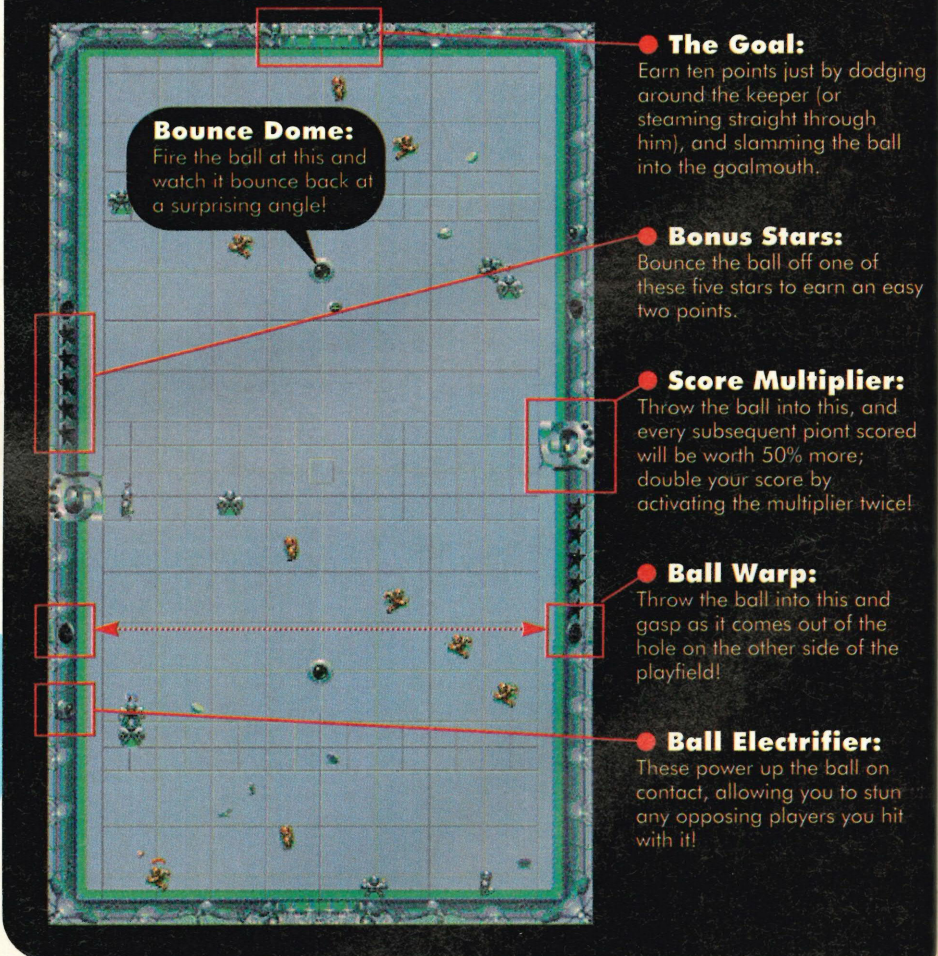 The Goal:
Earn ten points just by dodging
around the keeper (or
steaming straight through
him), and slamming the ball
into the goalmouth.
Bounce Dome:
Fire the ball at this and
watch it bounce back at
a surprising angle!
Bonus Stars:
Bounce the ball off one of
these five stars to earn an easy
two points.
Score Multiplier:
Throw the ball into this, and
every subsequent piont scored
will be worth 50% more;
double your score by
activating the multiplier twice!
Ball Warp:
Throw the ball into this and
gasp as it comes out of the
hole on the other side of the
playfield!
Ball Electrifier:
These power up the ball on
contact, allowing you to stun
any opposing players you hit
with it!